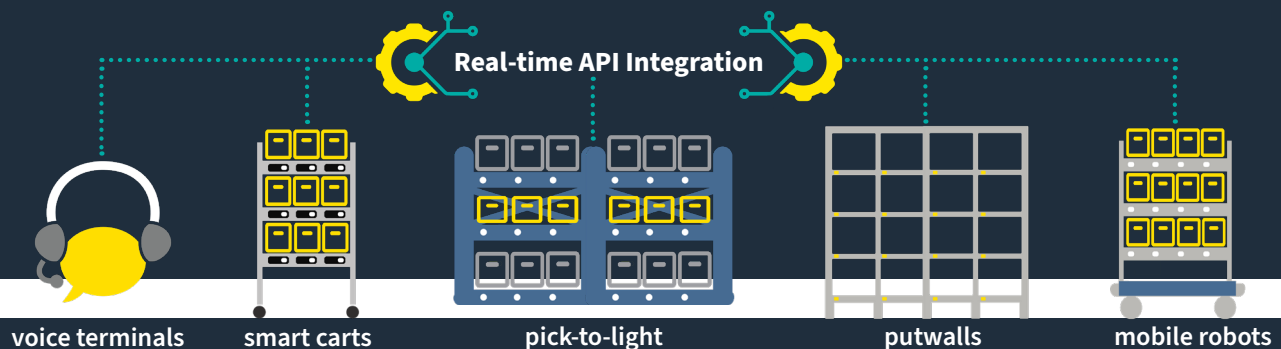 Real-time API Integration
voice terminals
smart carts
pick-to-light
putwalls
mobile robots